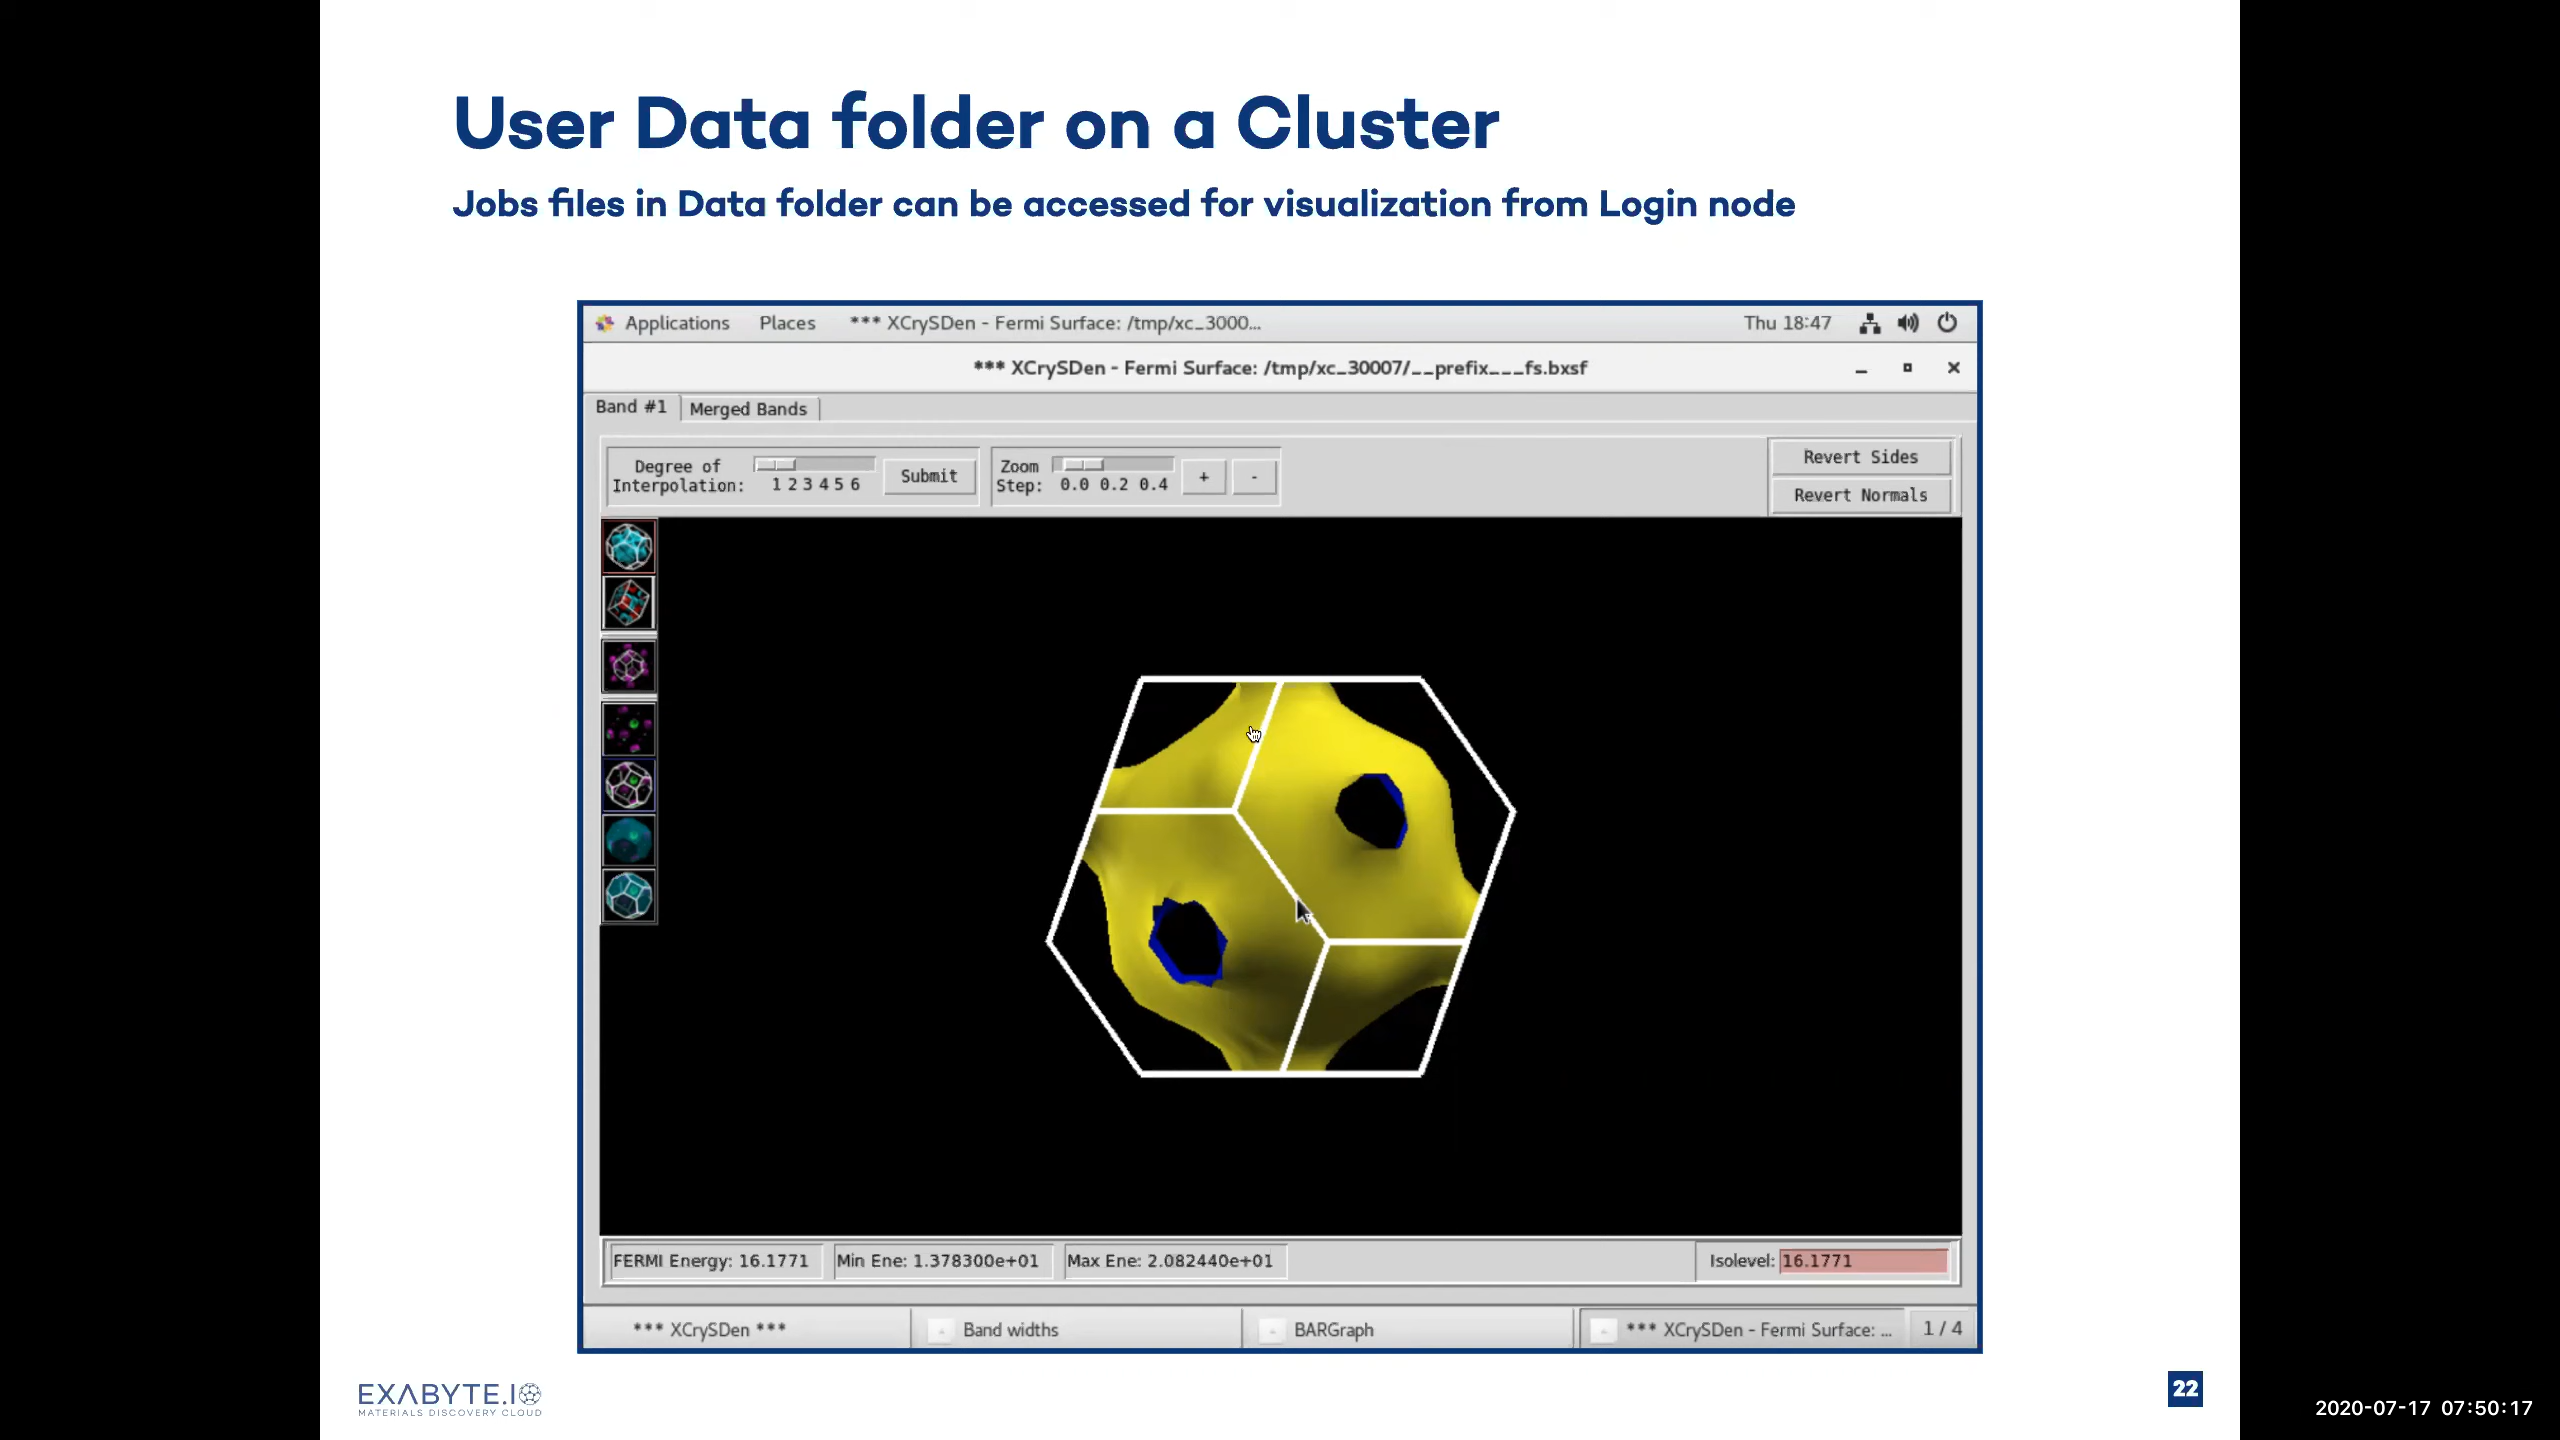 User Data folder on a Cluster
Jobs files in Data folder can be accessed for visualization from Login node
Applications Places *** XCrySDen - Fermi Surface: /tmp/xc_3000... Thu 18:47
*** XCrySDen - Fermi Surface: /tmp/xc_30007/__prefix___fs.bxsf
Band #1 Merged Bands
Degree of
Interpolation: 1 2 3 4 5 6 Submit
Zoom
Step: 0.0 0.2 0.4 + -
Revert Sides
Revert Normals
FERMI Energy: 16.1771 Min Ene: 1.378300e+01 Max Ene: 2.082440e+01 Isolevel: 16.1771
*** XCrySDen *** Band widths BARGraph *** XCrySDen - Fermi Surface: ... 1 / 4
EXABYTE.IO
MATERIALS DISCOVERY CLOUD
22
2020-07-17 07:50:17